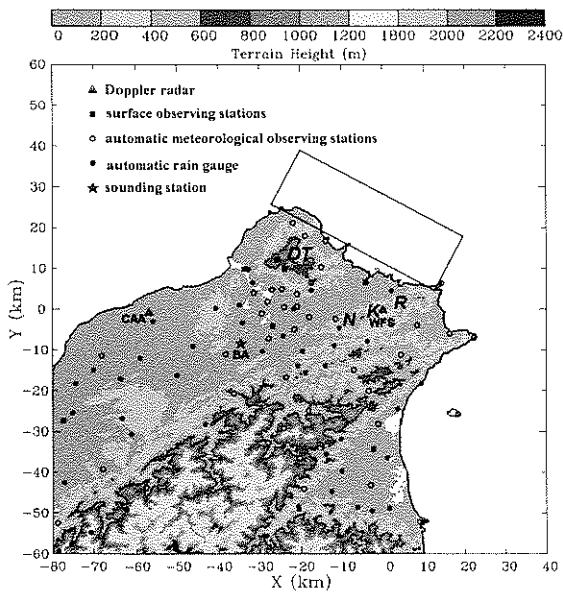 0 200 400 600 800 1000 1200 1400 1800 2000 2200 2400
Terrain Height (m)
60
50
40
30
20
10
0
-10
-20
-30
-40
-50
-60
Doppler radar
surface observing stations
automatic meteorological observing stations
automatic rain gauge
sounding station
DT
R
K
N
WFS
CAA
BA
-80 -70 -60 -50 -40 -30 -20 -10 0 10 20 30 40
X (km)
Y (km)